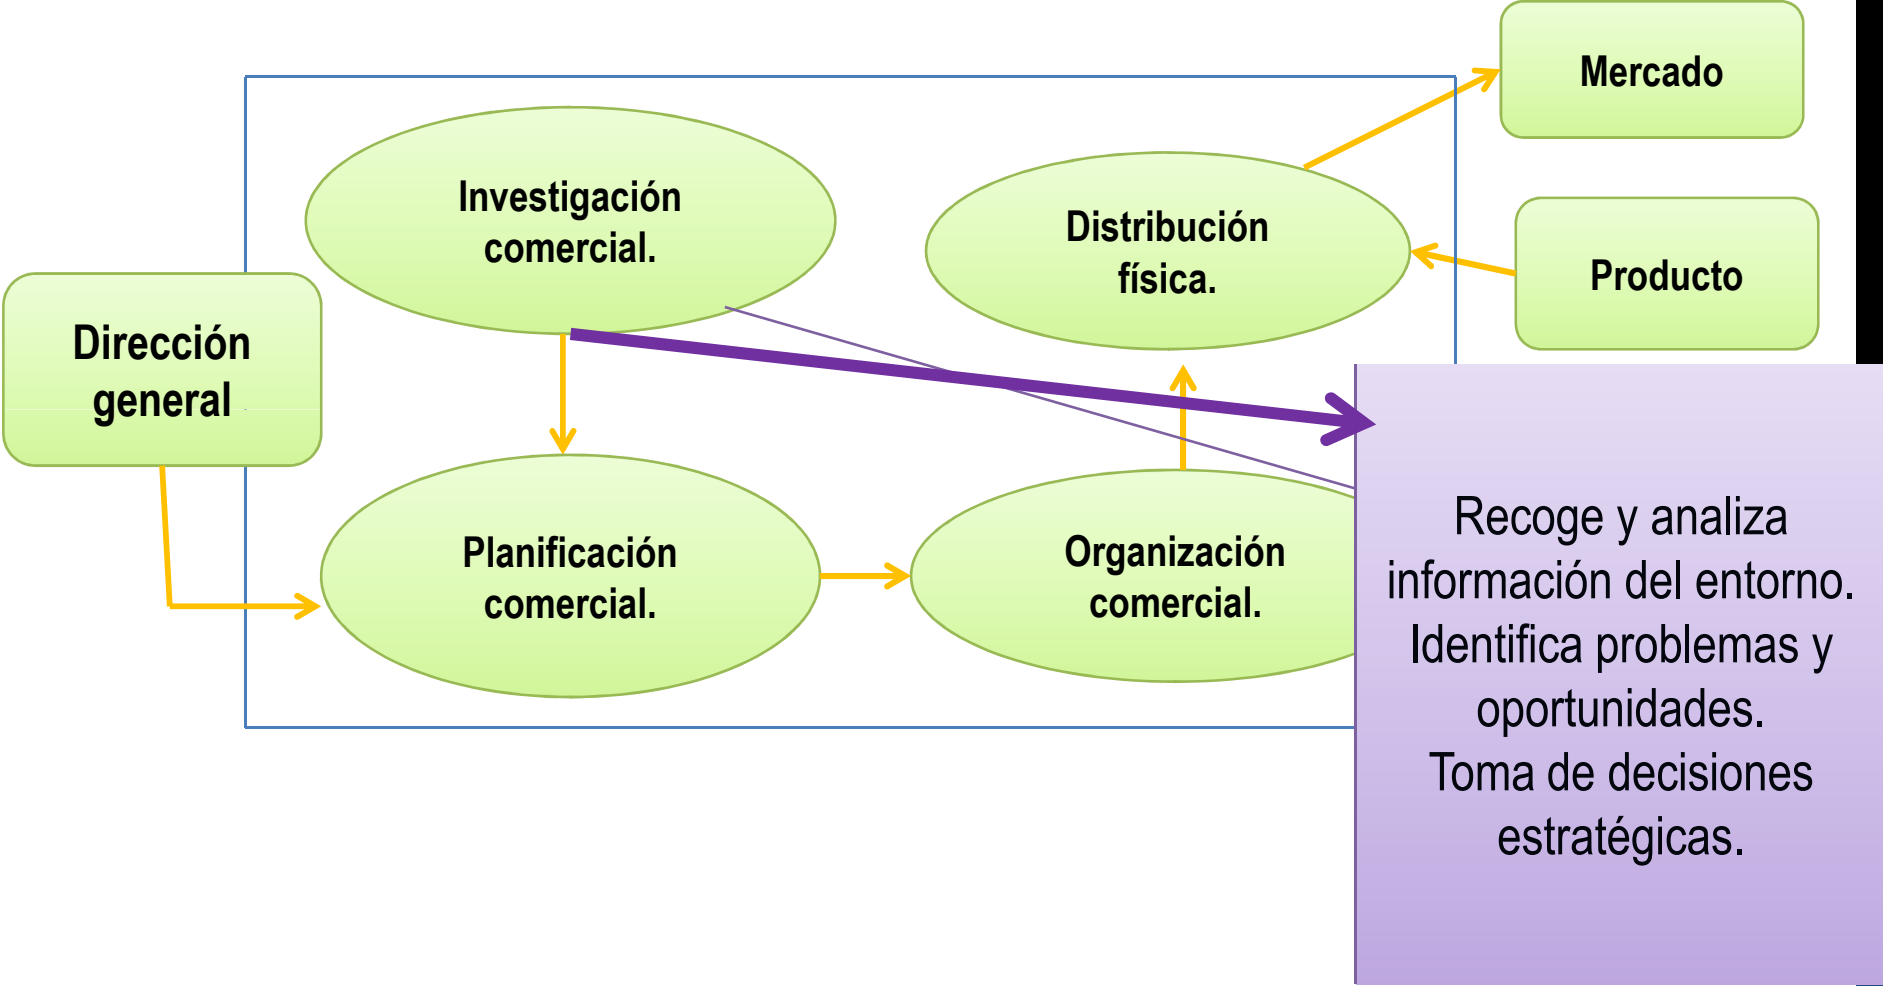 Mercado
Investigación
comercial.
Distribución
física.
Producto
Dirección
general
Planificación
comercial.
Organización
comercial.
Recoge y analiza
información del entorno.
Identifica problemas y
oportunidades.
Toma de decisiones
estratégicas.